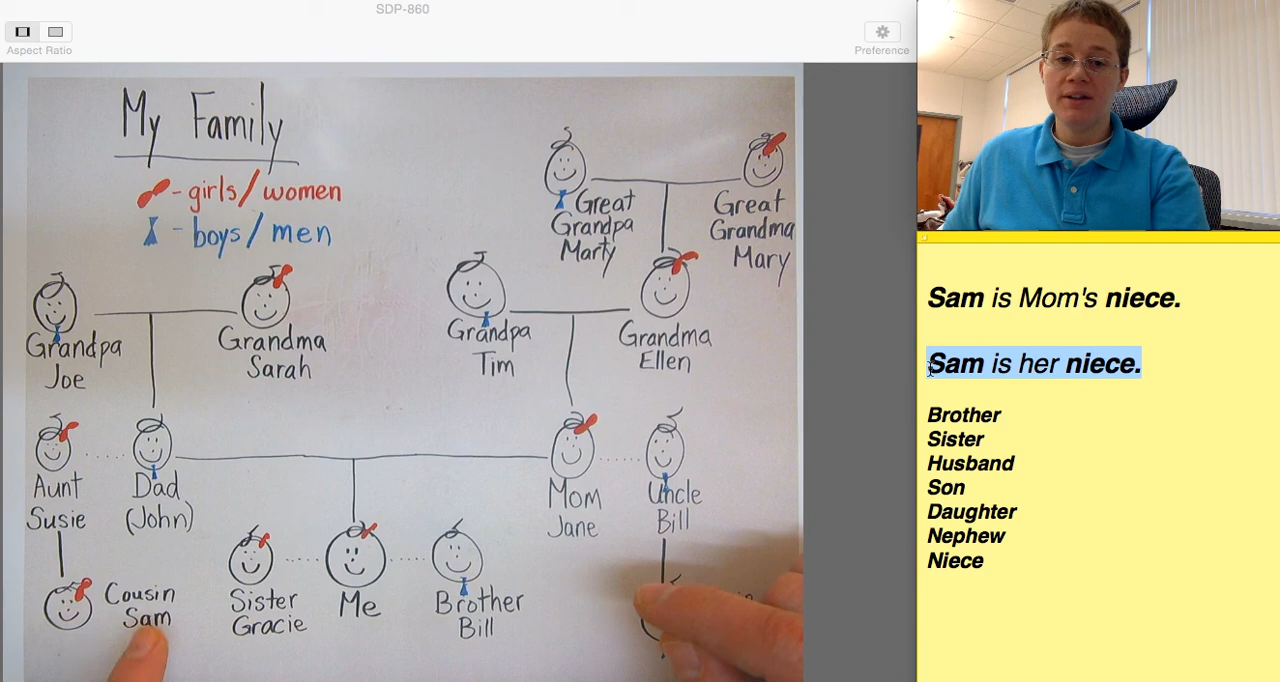 SDP-860
Aspect Ratio
Preference
My Family
- girls/women
- boys/men
Great
Grandpa
Marty
Great
Grandma
Mary
Grandpa
Joe
Grandma
Sarah
Grandpa
Tim
Grandma
Ellen
Aunt
Susie
Dad
(John)
Mom
Jane
Uncle
Bill
Cousin
Sam
Sister
Gracie
Me
Brother
Bill
Sam is Mom's niece.
Sam is her niece.
Brother
Sister
Husband
Son
Daughter
Nephew
Niece